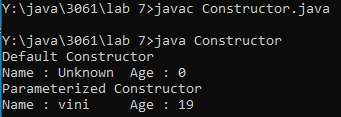 Y:\java\3061\lab 7>javac Constructor.java
Y:\java\3061\lab 7>java Constructor
Default Constructor
Name : Unknown  Age : 0
Parameterized Constructor
Name : vini     Age : 19